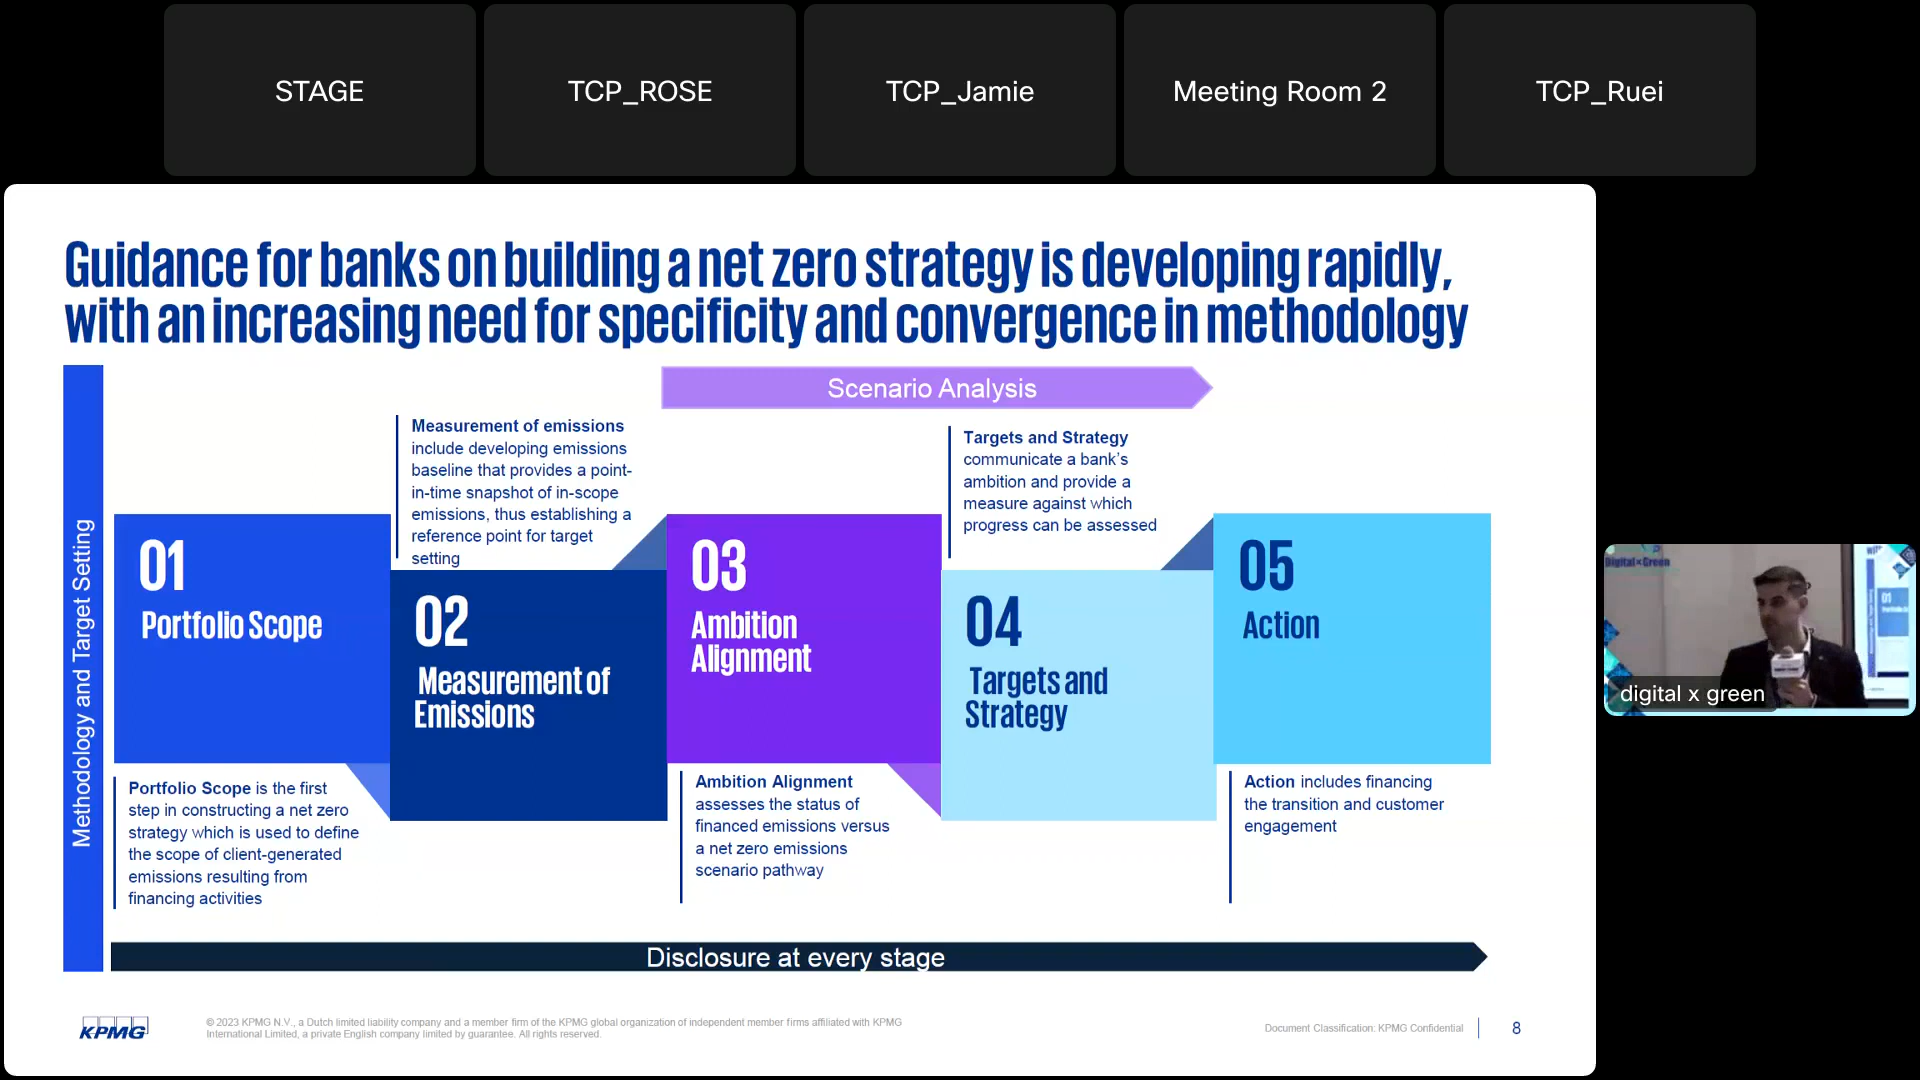 STAGE
TCP_ROSE
TCP_Jamie
Meeting Room 2
TCP_Ruei
Guidance for banks on building a net zero strategy is developing rapidly,
with an increasing need for specificity and convergence in methodology
Methodology and Target Setting
Scenario Analysis
01
Portfolio Scope
Portfolio Scope is the first
step in constructing a net zero
strategy which is used to define
the scope of client-generated
emissions resulting from
financing activities
Measurement of emissions
include developing emissions
baseline that provides a point-
in-time snapshot of in-scope
emissions, thus establishing a
reference point for target
setting
02
Measurement of
Emissions
03
Ambition
Alignment
Ambition Alignment
assesses the status of
financed emissions versus
a net zero emissions
scenario pathway
Targets and Strategy
communicate a bank's
ambition and provide a
measure against which
progress can be assessed
04
Targets and
Strategy
05
Action
Action includes financing
the transition and customer
engagement
Disclosure at every stage
KPMG
© 2023 KPMG N.V., a Dutch limited liability company and a member firm of the KPMG global organization of independent member firms affiliated with KPMG
International Limited, a private English company limited by guarantee. All rights reserved.
Document Classification: KPMG Confidential
8
Digital×Green
01
digital x green